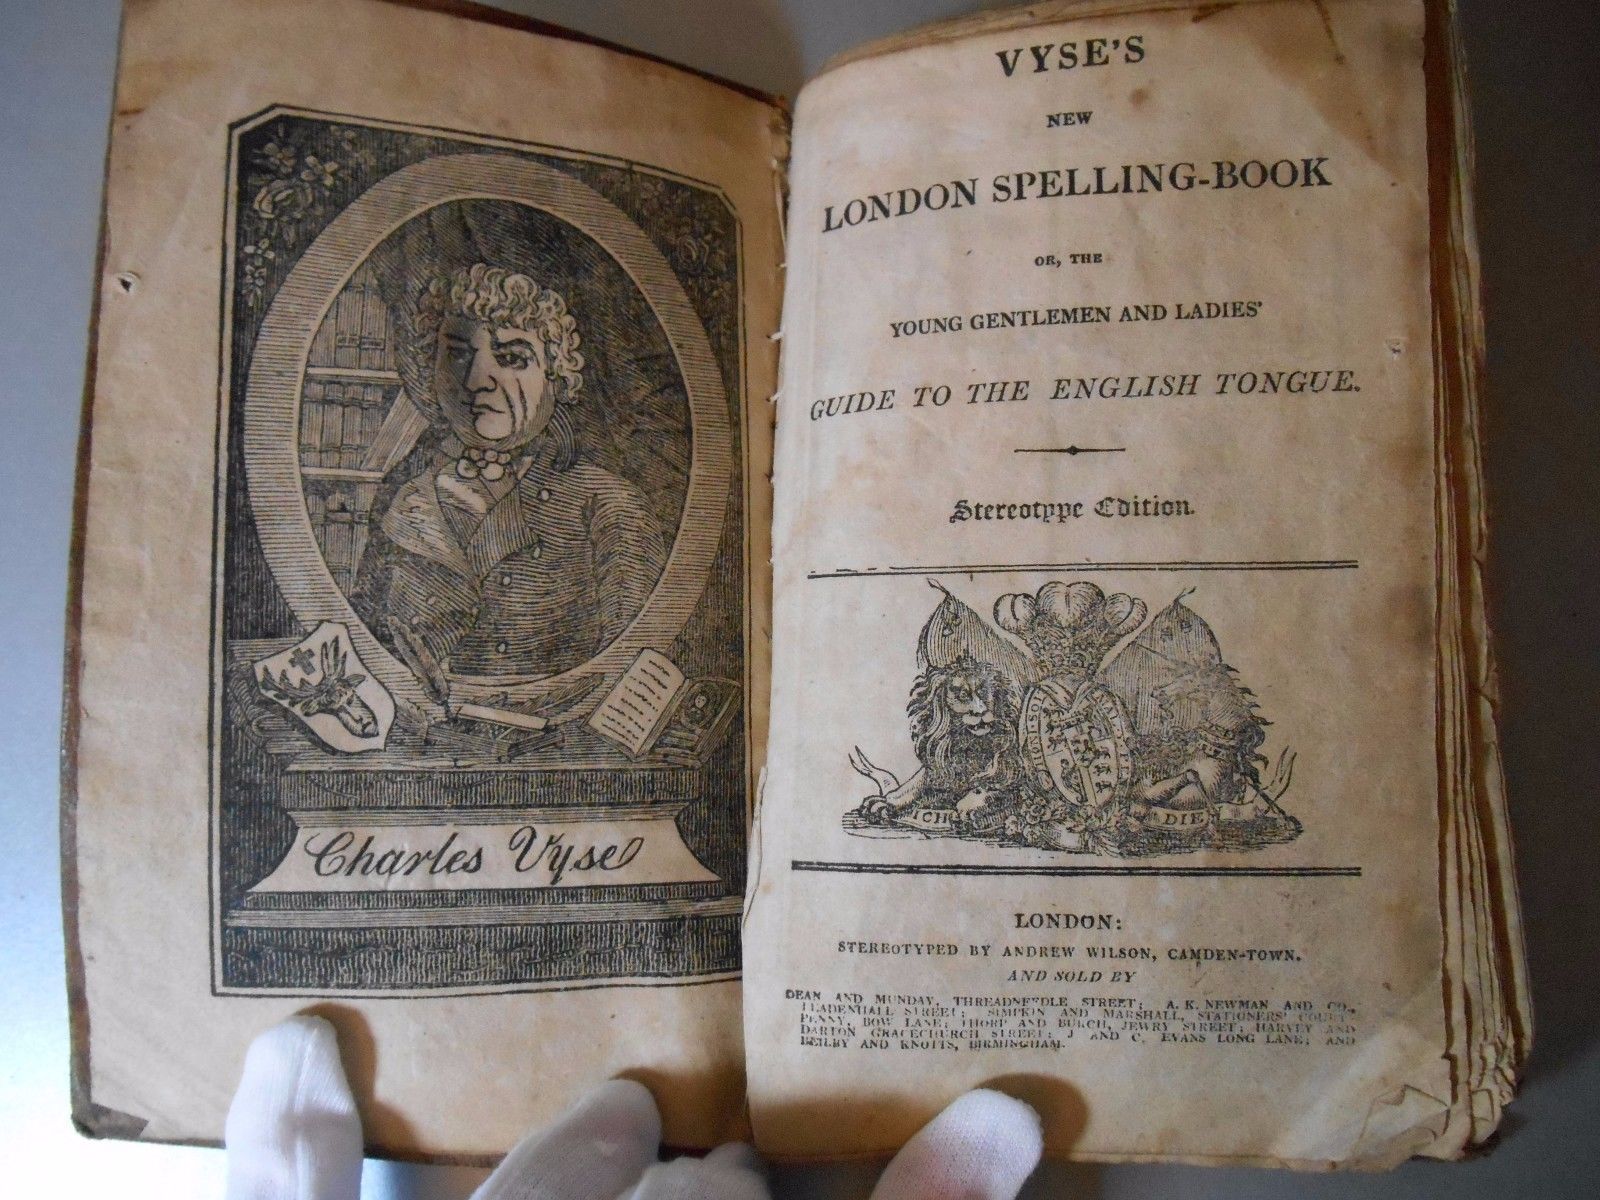 Charles Vyse
VYSE'S
NEW
LONDON SPELLING-BOOK
OR, THE
YOUNG GENTLEMEN AND LADIES'
GUIDE TO THE ENGLISH TONGUE.
Stereotype Edition.
ICH DIE
LONDON:
STEREOTYPED BY ANDREW WILSON, CAMDEN-TOWN.
AND SOLD BY
DEAN AND MUNDAY, THREADNEEDLE STREET; A. K. NEWMAN AND CO.
LEADENHALL STREET; SIMPKIN AND MARSHALL, STATIONERS' COURT;
PENNY, BOW LANE; THORP AND BURCH, JEWRY STREET; HARVEY AND
DARTON GRACECHURCH STREET; J AND C. EVANS LONG LANE; AND
BEILBY AND KNOTTS, BIRMINGHAM.